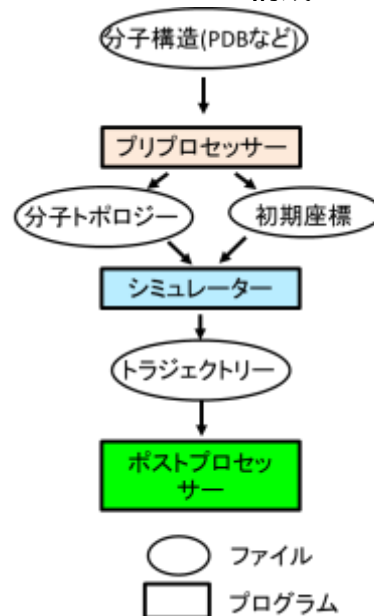 分子構造(PDBなど)
プリプロセッサー
分子トポロジー
初期座標
シミュレーター
トラジェクトリー
ポストプロセッ
サー
ファイル
プログラム